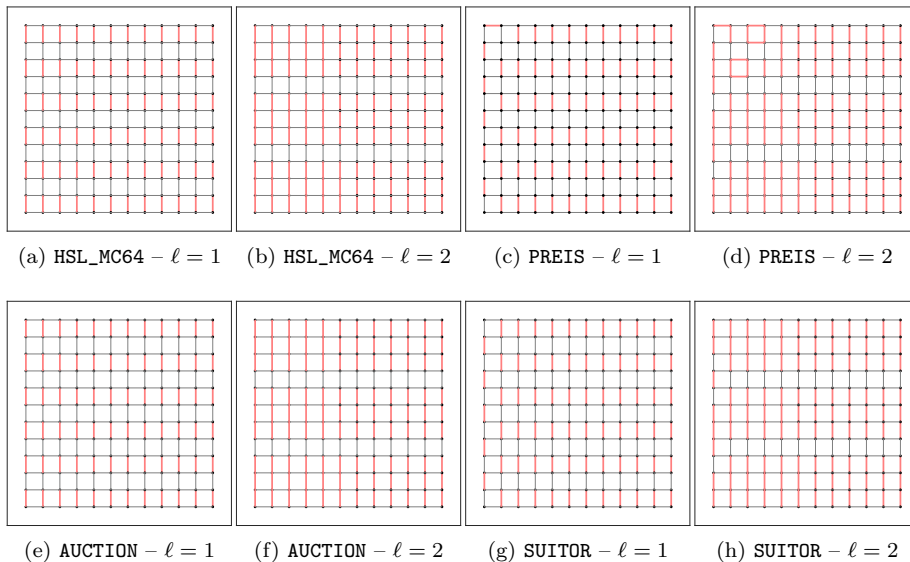 (a) HSL_MC64 – ℓ = 1 (b) HSL_MC64 – ℓ = 2 (c) PREIS – ℓ = 1 (d) PREIS – ℓ = 2
(e) AUCTION – ℓ = 1 (f) AUCTION – ℓ = 2 (g) SUITOR – ℓ = 1 (h) SUITOR – ℓ = 2